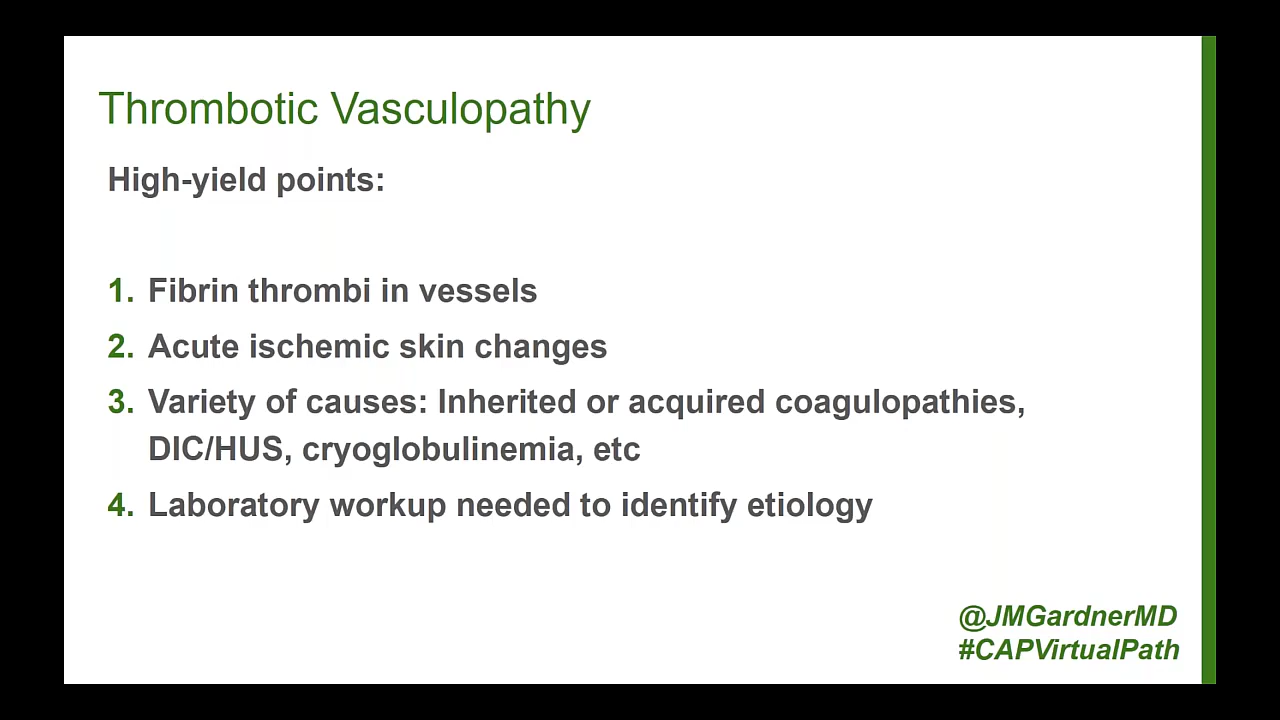 Thrombotic Vasculopathy
High-yield points:
1. Fibrin thrombi in vessels
2. Acute ischemic skin changes
3. Variety of causes: Inherited or acquired coagulopathies,
DIC/HUS, cryoglobulinemia, etc
4. Laboratory workup needed to identify etiology
@JMGardnerMD
#CAPVirtualPath